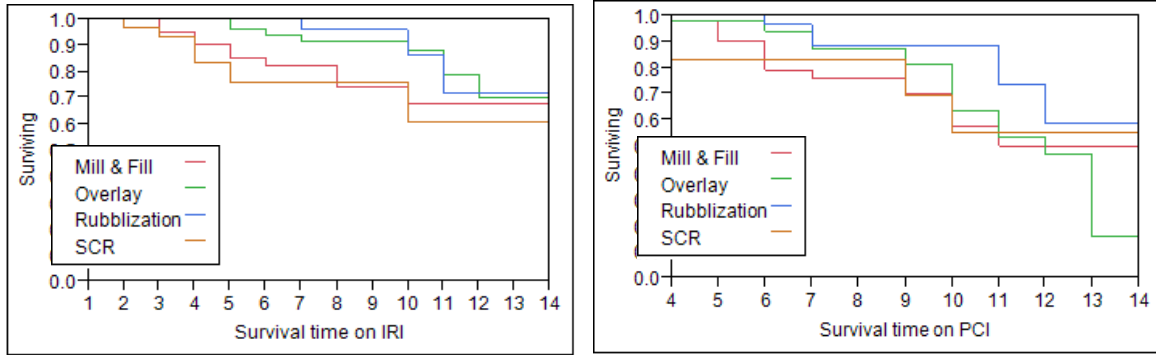 1.0
0.9
0.8
0.7
0.6
0.0
Surviving
Mill & Fill
Overlay
Rubblization
SCR
1 2 3 4 5 6 7 8 9 10 11 12 13 14
Survival time on IRI
1.0
0.9
0.8
0.7
0.6
0.0
Surviving
Mill & Fill
Overlay
Rubblization
SCR
4 5 6 7 9 10 11 12 13 14
Survival time on PCI